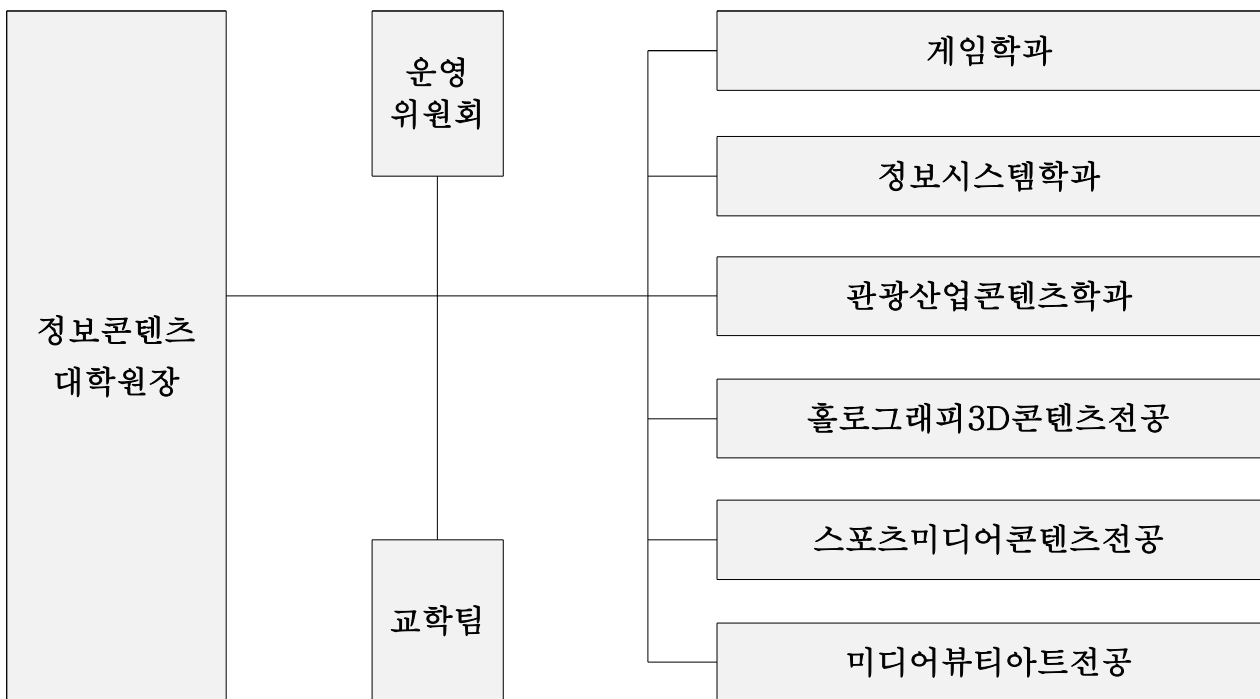 정보콘텐츠
대학원장
운영
위원회
교학팀
게임학과
정보시스템학과
관광산업콘텐츠학과
홀로그래피3D콘텐츠전공
스포츠미디어콘텐츠전공
미디어뷰티아트전공